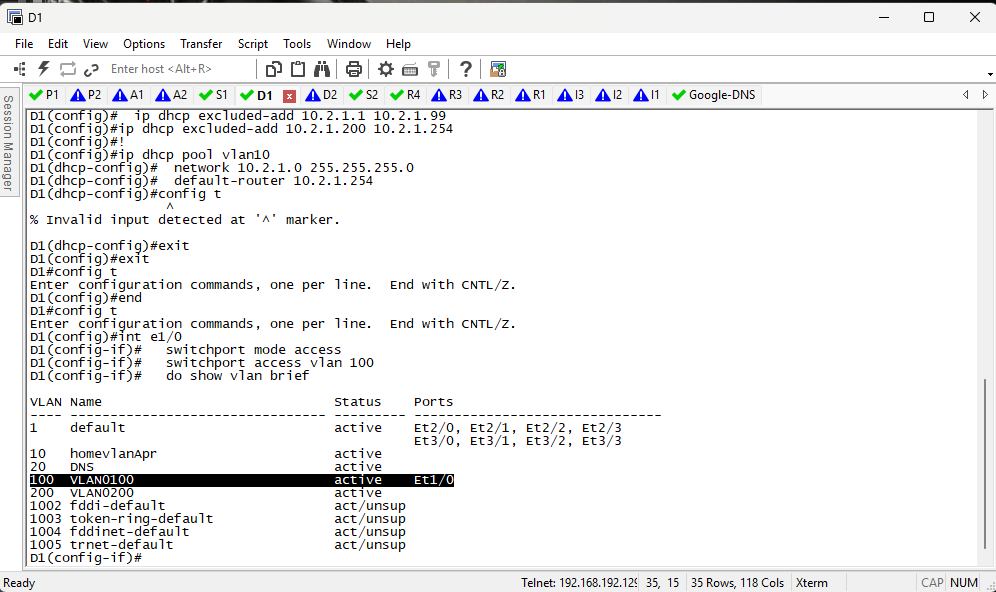 D1
File Edit View Options Transfer Script Tools Window Help
Enter host <Alt+R>
P1 P2 A1 A2 S1 D1 D2 S2 R4 R3 R2 R1 I3 I2 I1 Google-DNS
Session Manager
D1(config)#  ip dhcp excluded-add 10.2.1.1 10.2.1.99
D1(config)#ip dhcp excluded-add 10.2.1.200 10.2.1.254
D1(config)#!
D1(config)#ip dhcp pool vlan10
D1(dhcp-config)#  network 10.2.1.0 255.255.255.0
D1(dhcp-config)#  default-router 10.2.1.254
D1(dhcp-config)#config t
                 ^
% Invalid input detected at '^' marker.
D1(dhcp-config)#exit
D1(config)#exit
D1#config t
Enter configuration commands, one per line.  End with CNTL/Z.
D1(config)#end
D1#config t
Enter configuration commands, one per line.  End with CNTL/Z.
D1(config)#int e1/0
D1(config-if)#   switchport mode access
D1(config-if)#   switchport access vlan 100
D1(config-if)#   do show vlan brief
VLAN Name                             Status    Ports
---- -------------------------------- --------- -------------------------------
1    default                          active    Et2/0, Et2/1, Et2/2, Et2/3
                                                Et3/0, Et3/1, Et3/2, Et3/3
10   homevlanApr                      active
20   DNS                              active
100  VLAN0100                         active    Et1/0
200  VLAN0200                         active
1002 fddi-default                     act/unsup
1003 token-ring-default               act/unsup
1004 fddinet-default                  act/unsup
1005 trnet-default                    act/unsup
D1(config-if)#
Ready Telnet: 192.168.192.129 35, 15 35 Rows, 118 Cols Xterm CAP NUM